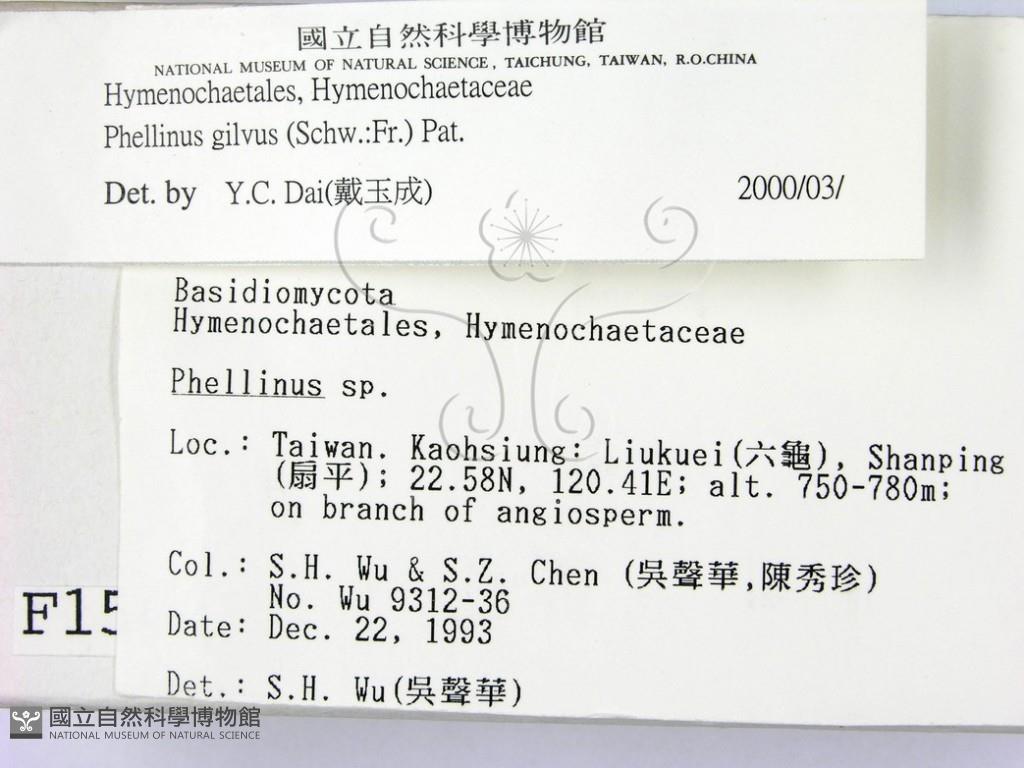 國立自然科學博物館
NATIONAL MUSEUM OF NATURAL SCIENCE, TAICHUNG, TAIWAN, R.O.CHINA
Hymenochaetales, Hymenochaetaceae
Phellinus gilvus (Schw.:Fr.) Pat.
Det. by Y.C. Dai(戴玉成) 2000/03/
Basidiomycota
Hymenochaetales, Hymenochaetaceae
Phellinus sp.
Loc.: Taiwan. Kaohsiung: Liukuei(六龜), Shanping
(扇平); 22.58N, 120.41E; alt. 750-780m;
on branch of angiosperm.
Col.: S.H. Wu & S.Z. Chen (吳聲華,陳秀珍)
No. Wu 9312-36
F15
Date: Dec. 22, 1993
Det.: S.H. Wu(吳聲華)
國立自然科學博物館
NATIONAL MUSEUM OF NATURAL SCIENCE